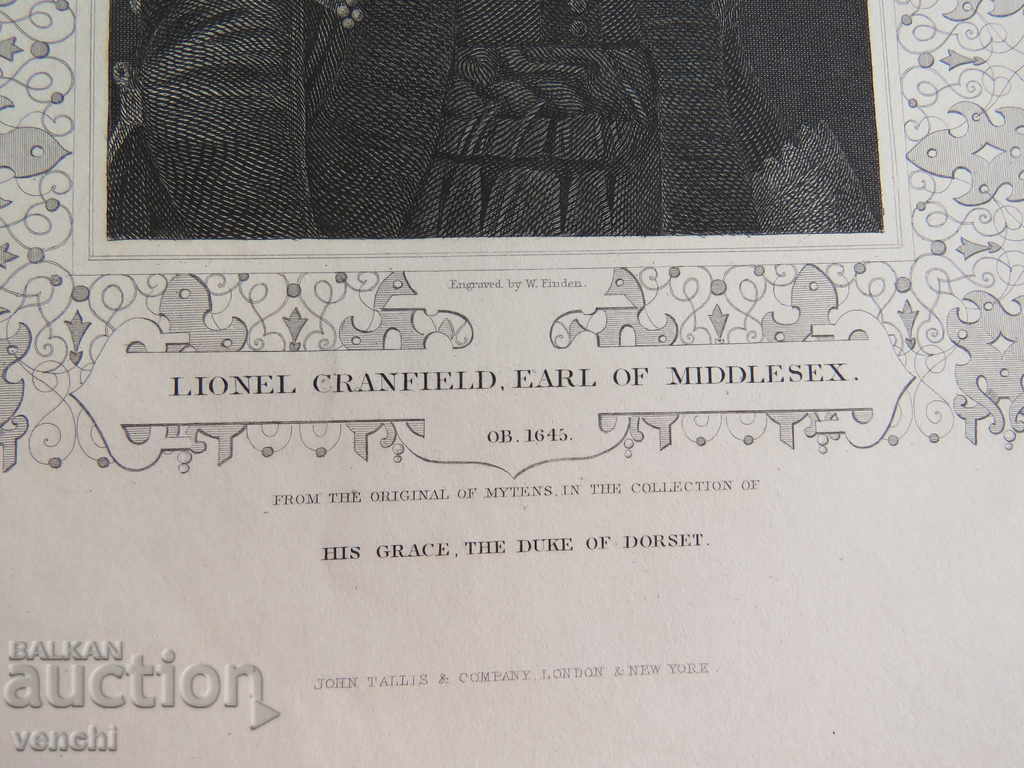 Engraved by W. Finden.
LIONEL CRANFIELD, EARL OF MIDDLESEX.
OB. 1645.
FROM THE ORIGINAL OF MYTENS, IN THE COLLECTION OF
HIS GRACE, THE DUKE OF DORSET.
JOHN TALLIS & COMPANY, LONDON & NEW YORK.
BALKAN
auction
venchi